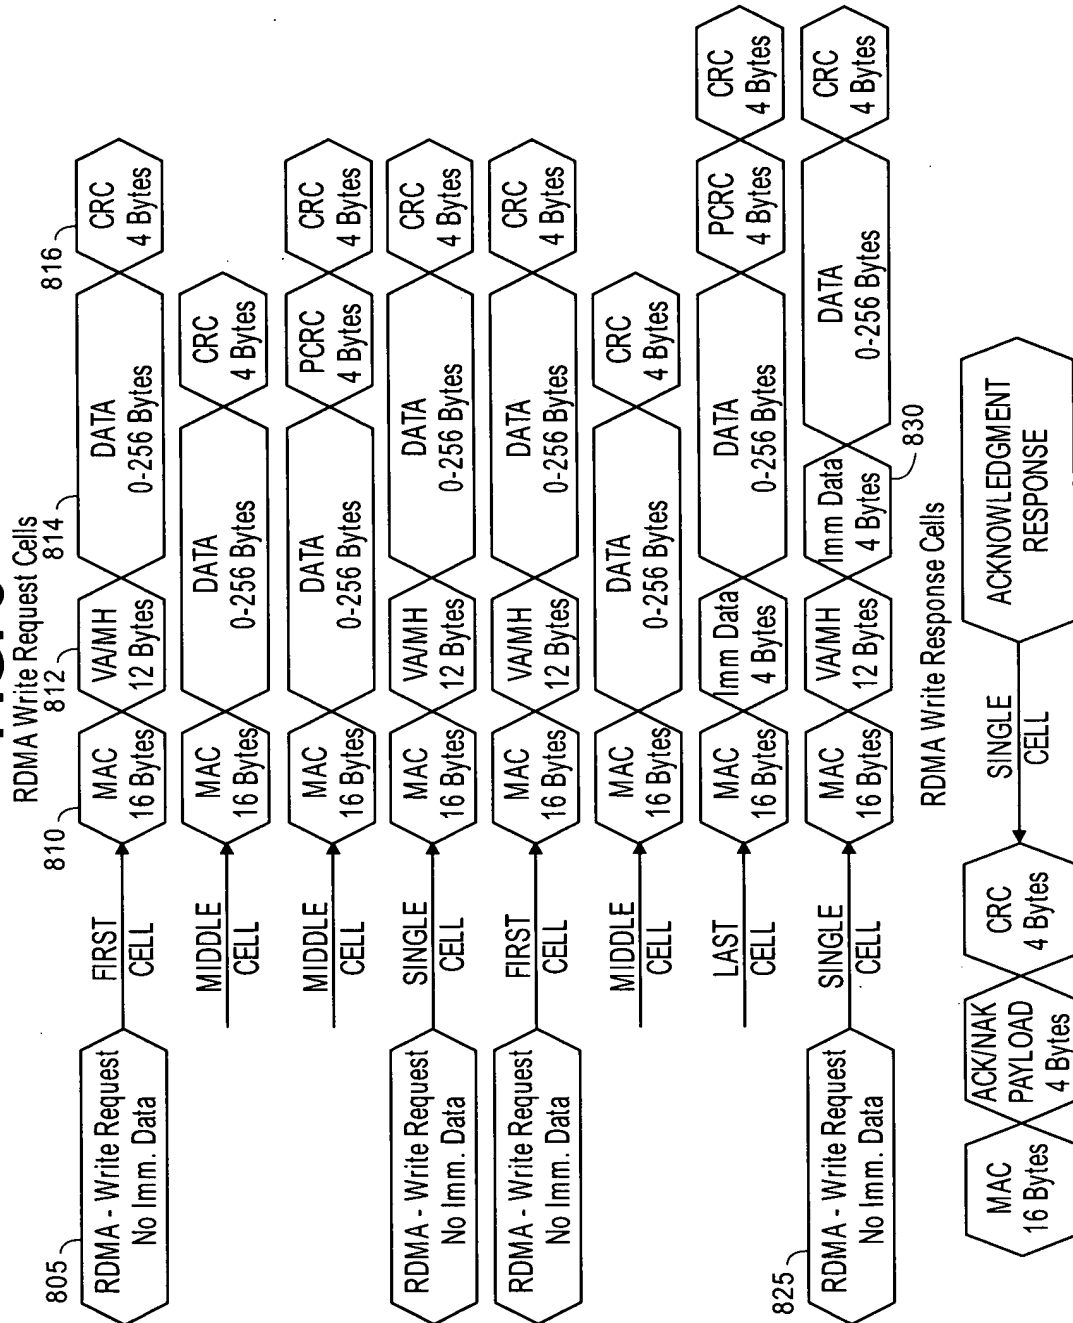 RDMA Write Request Cells
805
RDMA - Write Request
No Imm. Data
FIRST
CELL
810
MAC
16 Bytes
812
VA/MH
12 Bytes
814
DATA
0-256 Bytes
816
CRC
4 Bytes
MIDDLE
CELL
MAC
16 Bytes
DATA
0-256 Bytes
CRC
4 Bytes
MIDDLE
CELL
MAC
16 Bytes
DATA
0-256 Bytes
PCRC
4 Bytes
CRC
4 Bytes
RDMA - Write Request
No Imm. Data
SINGLE
CELL
MAC
16 Bytes
VA/MH
12 Bytes
DATA
0-256 Bytes
CRC
4 Bytes
RDMA - Write Request
No Imm. Data
FIRST
CELL
MAC
16 Bytes
VA/MH
12 Bytes
DATA
0-256 Bytes
CRC
4 Bytes
MIDDLE
CELL
MAC
16 Bytes
DATA
0-256 Bytes
CRC
4 Bytes
LAST
CELL
MAC
16 Bytes
Imm Data
4 Bytes
DATA
0-256 Bytes
PCRC
4 Bytes
CRC
4 Bytes
825
RDMA - Write Request
No Imm. Data
SINGLE
CELL
MAC
16 Bytes
VA/MH
12 Bytes
Imm Data
4 Bytes
830
DATA
0-256 Bytes
CRC
4 Bytes
RDMA Write Response Cells
MAC
16 Bytes
ACK/NAK
PAYLOAD
4 Bytes
CRC
4 Bytes
SINGLE
CELL
ACKNOWLEDGMENT
RESPONSE